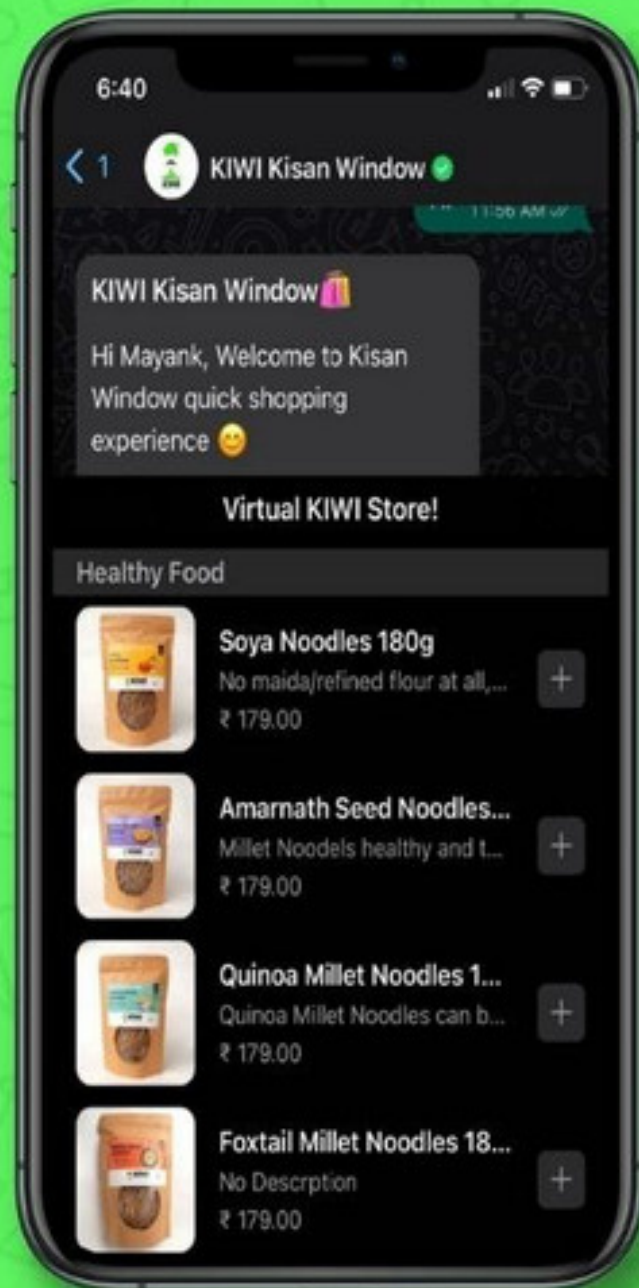 6:40
1
KIWI Kisan Window
11:56 AM
KIWI Kisan Window🛍️
Hi Mayank, Welcome to Kisan
Window quick shopping
experience 😊
Virtual KIWI Store!
Healthy Food
Soya Noodles 180g
No maida/refined flour at all,...
₹ 179.00
Amarnath Seed Noodles...
Millet Noodels healthy and t...
₹ 179.00
Quinoa Millet Noodles 1...
Quinoa Millet Noodles can b...
₹ 179.00
Foxtail Millet Noodles 18...
No Descrption
₹ 179.00